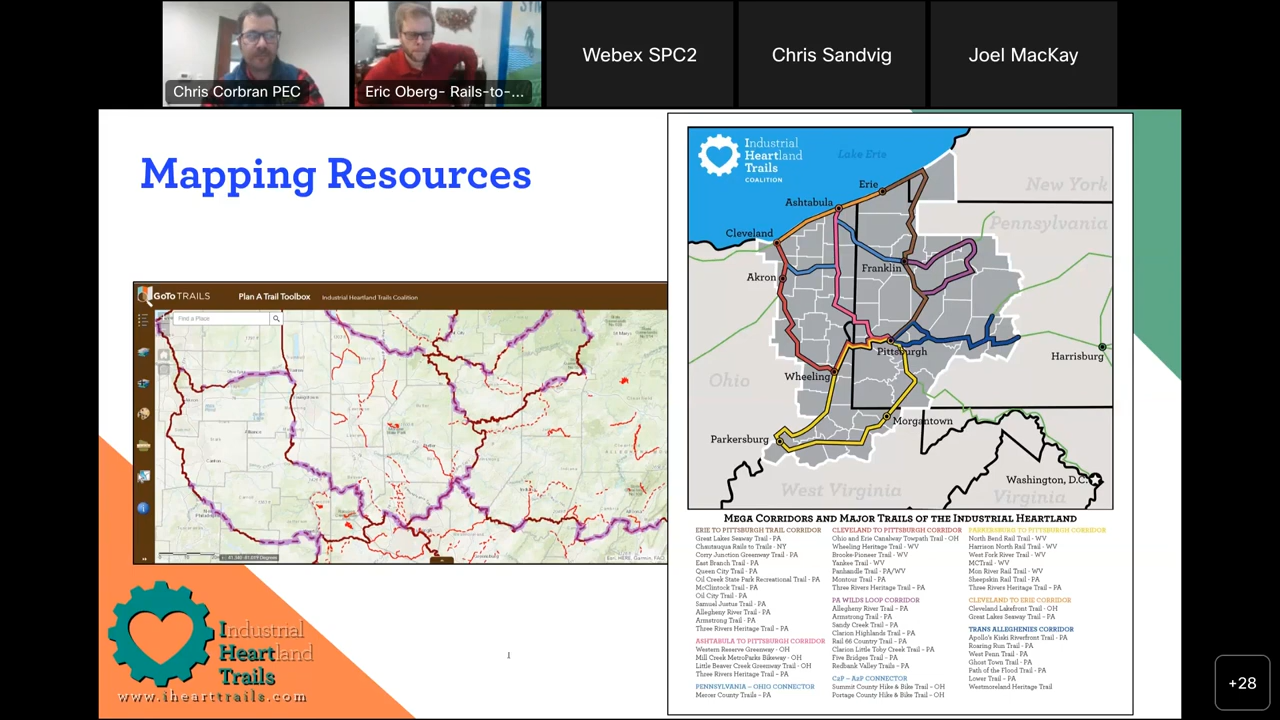 Chris Corbran PEC
Eric Oberg- Rails-to-...
Webex SPC2
Chris Sandvig
Joel MacKay
Mapping Resources
GoTo TRAILS
Plan A Trail Toolbox
Industrial Heartland Trails Coalition
Find a Place
Industrial
Heartland
Trails
COALITION
Lake Erie
New York
Pennsylvania
Erie
Ashtabula
Cleveland
Akron
Franklin
Pittsburgh
Harrisburg
Ohio
Wheeling
Morgantown
Parkersburg
Washington, D.C.
West Virginia
Virginia
MEGA CORRIDORS AND MAJOR TRAILS OF THE INDUSTRIAL HEARTLAND
ERIE TO PITTSBURGH TRAIL CORRIDOR
Great Lakes Seaway Trail - PA
Chautauqua Rails to Trails - NY
Corry Junction Greenway Trail - PA
East Branch Trail - PA
Queen City Trail - PA
Oil Creek State Park Recreational Trail - PA
McClintock Trail - PA
Oil City Trail - PA
Samuel Justus Trail - PA
Allegheny River Trail - PA
Armstrong Trail - PA
Three Rivers Heritage Trail - PA
ASHTABULA TO PITTSBURGH CORRIDOR
Western Reserve Greenway - OH
Mill Creek MetroParks Bikeway - OH
Little Beaver Creek Greenway Trail - OH
Three Rivers Heritage Trail - PA
PENNSYLVANIA - OHIO CONNECTOR
Mercer County Trails - PA
CLEVELAND TO PITTSBURGH CORRIDOR
Ohio and Erie Canalway Towpath Trail - OH
Wheeling Heritage Trail - WV
Brooke-Pioneer Trail - WV
Yankee Trail - WV
Panhandle Trail - PA/WV
Montour Trail - PA
Three Rivers Heritage Trail - PA
PA WILDS LOOP CORRIDOR
Allegheny River Trail - PA
Armstrong Trail - PA
Sandy Creek Trail - PA
Clarion Highlands Trail - PA
Rail 66 Country Trail - PA
Clarion Little Toby Creek Trail - PA
Five Bridges Trail - PA
Redbank Valley Trails - PA
C2P - A2P CONNECTOR
Summit County Hike & Bike Trail - OH
Portage County Hike & Bike Trail - OH
PARKERSBURG TO PITTSBURGH CORRIDOR
North Bend Rail Trail - WV
Harrison North Rail Trail - WV
West Fork River Trail - WV
MCTrail - WV
Mon River Rail Trail - WV
Sheepskin Rail Trail - PA
Three Rivers Heritage Trail - PA
CLEVELAND TO ERIE CORRIDOR
Cleveland Lakefront Trail - OH
Great Lakes Seaway Trail - PA
TRANS ALLEGHENIES CORRIDOR
Apollo's Kiski Riverfront Trail - PA
Roaring Run Trail - PA
West Penn Trail - PA
Ghost Town Trail - PA
Path of the Flood Trail - PA
Lower Trail - PA
Westmoreland Heritage Trail
Industrial
Heartland
Trails
www.ihearttrails.com
+28